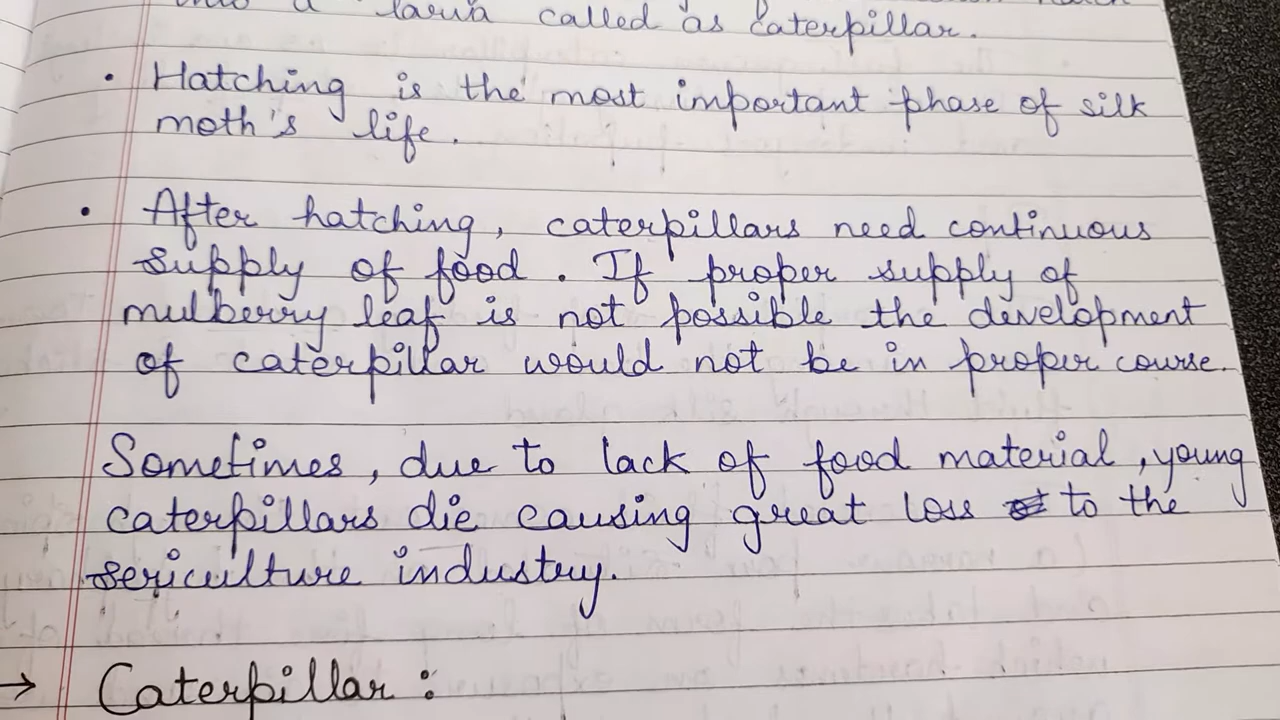 a larva called as caterpillar.
• Hatching is the most important phase of silk
moth's life.
• After hatching, caterpillars need continuous
supply of food. If proper supply of
mulberry leaf is not possible the development
of caterpillar would not be in proper course.
Sometimes, due to lack of food material, young
caterpillars die causing great loss to the
sericulture industry.
→ Caterpillar :